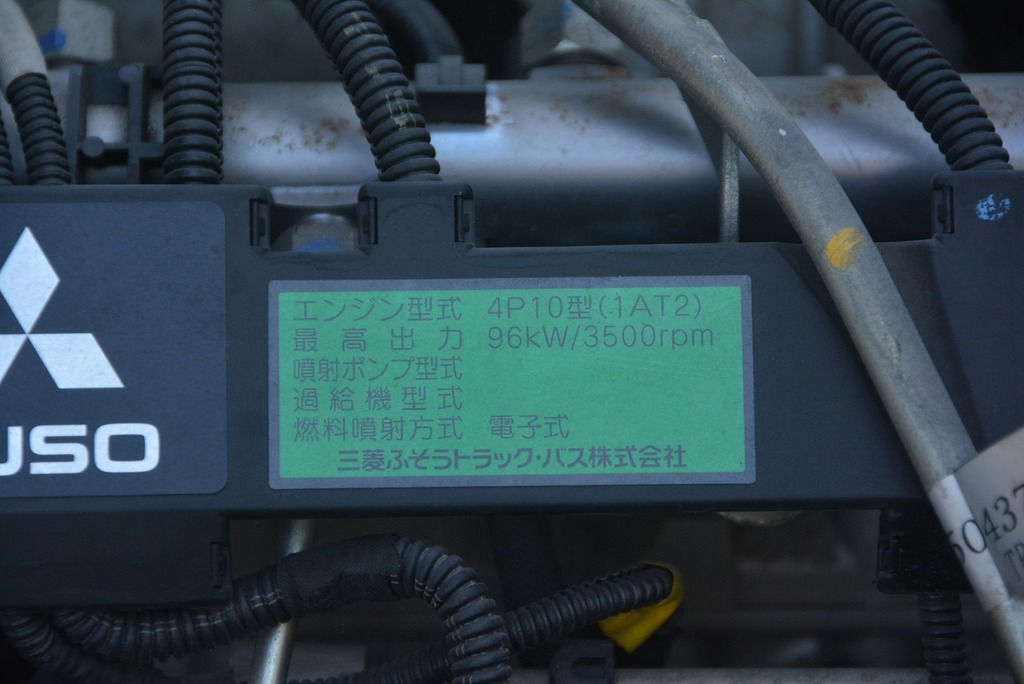 エンジン型式 4P10型(1AT2)
最高出力 96kW/3500rpm
噴射ポンプ型式
過給機型式
燃料噴射方式 電子式
三菱ふそうトラック・バス株式会社
USO
50437